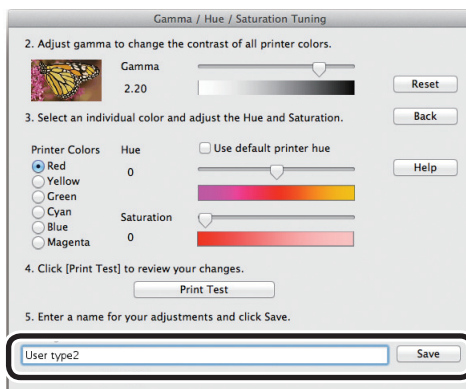 Gamma / Hue / Saturation Tuning
2. Adjust gamma to change the contrast of all printer colors.
Gamma
2.20
Reset
3. Select an individual color and adjust the Hue and Saturation.
Back
Printer Colors
Hue
Use default printer hue
Red
0
Help
Yellow
Green
Cyan
Saturation
Blue
0
Magenta
4. Click [Print Test] to review your changes.
Print Test
5. Enter a name for your adjustments and click Save.
User type2
Save